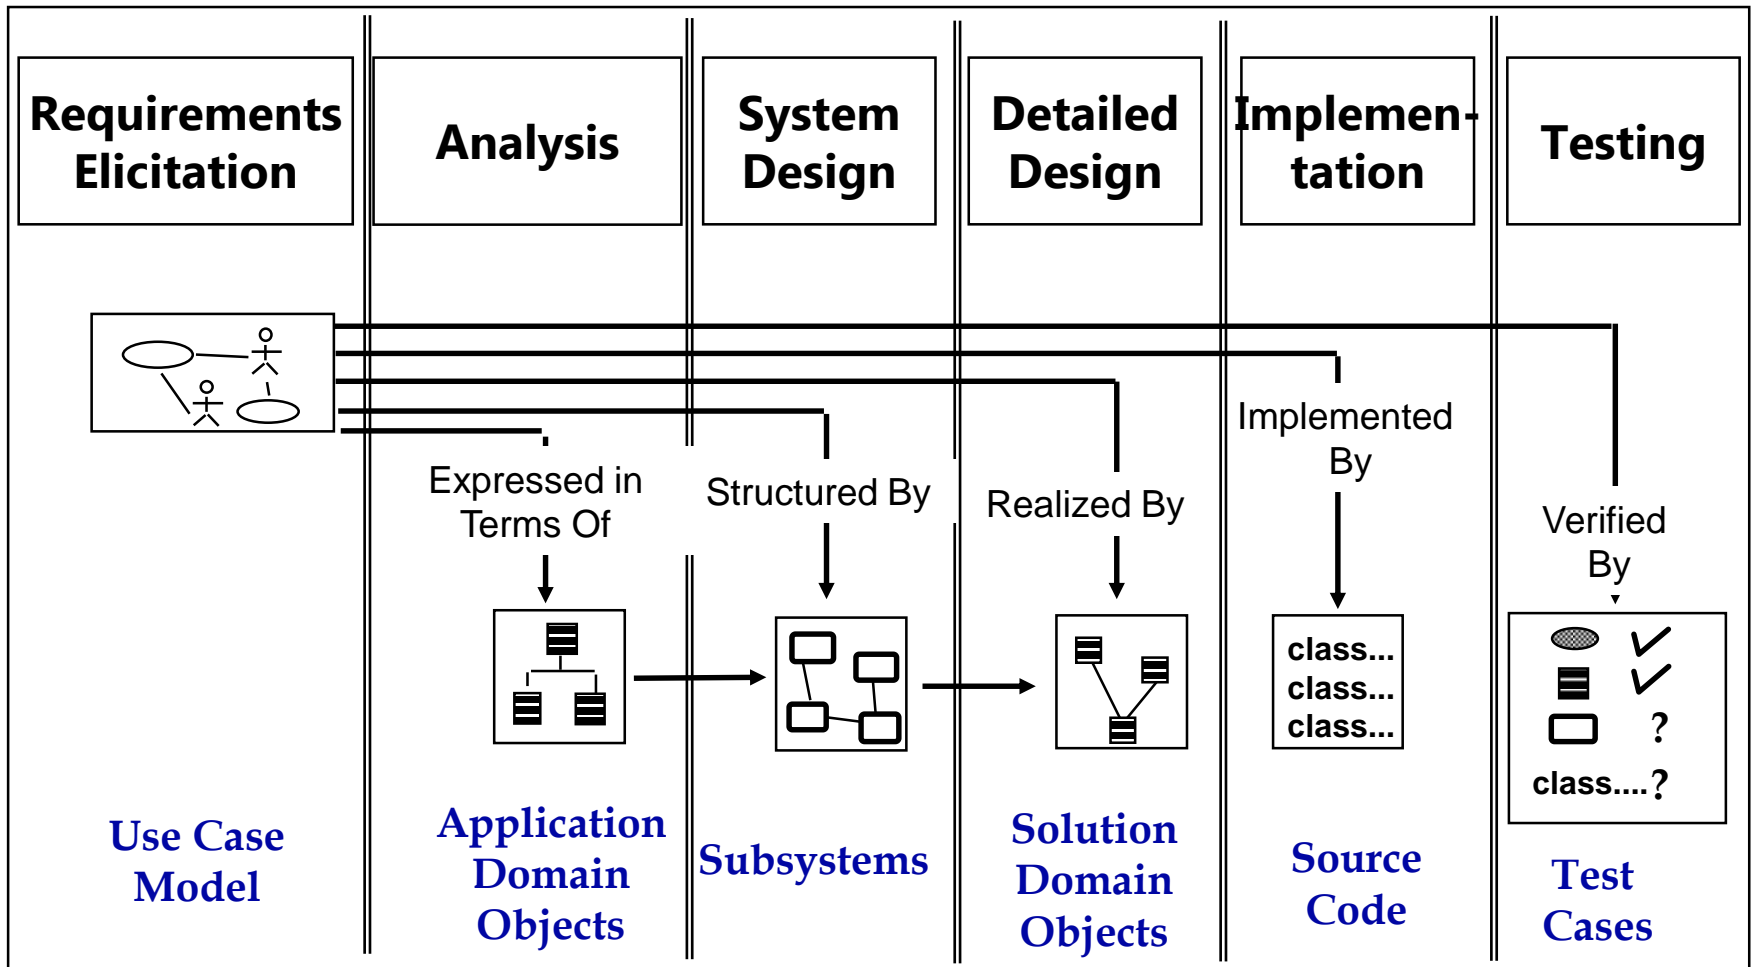 Requirements
Elicitation
Analysis
System
Design
Detailed
Design
Implemen-
tation
Testing
Expressed in
Terms Of
Structured By
Realized By
Implemented
By
Verified
By
class...
class...
class...
?
class....?
Use Case
Model
Application
Domain
Objects
Subsystems
Solution
Domain
Objects
Source
Code
Test
Cases